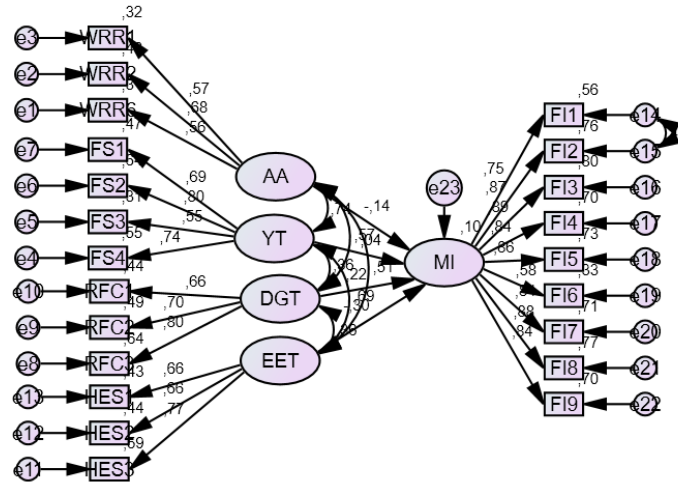 ,32
e3 WRR1
e2 WRR2
e1 WRR6
,47
e7 FS1
e6 FS2
e5 FS3
,55
e4 FS4
,44
e10 RFC1
,49
e9 RFC2
,64
e8 RFC3
,43
e13 HES1
,44
e12 HES2
,59
e11 HES3
,57
,68
,56
,69
,80
,55
,74
,66
,70
,80
,66
,66
,77
AA
YT
DGT
EET
-,14
,04
,22
-,30
,74
,57
,36
,51
,69
e23
,10
MI
,75
,87
,89
,84
,86
,58
,88
,84
,56
FI1 e14
,76
FI2 e15
,80
FI3 e16
,70
FI4 e17
,73
FI5 e18
,33
FI6 e19
,71
FI7 e20
,77
FI8 e21
,70
FI9 e22